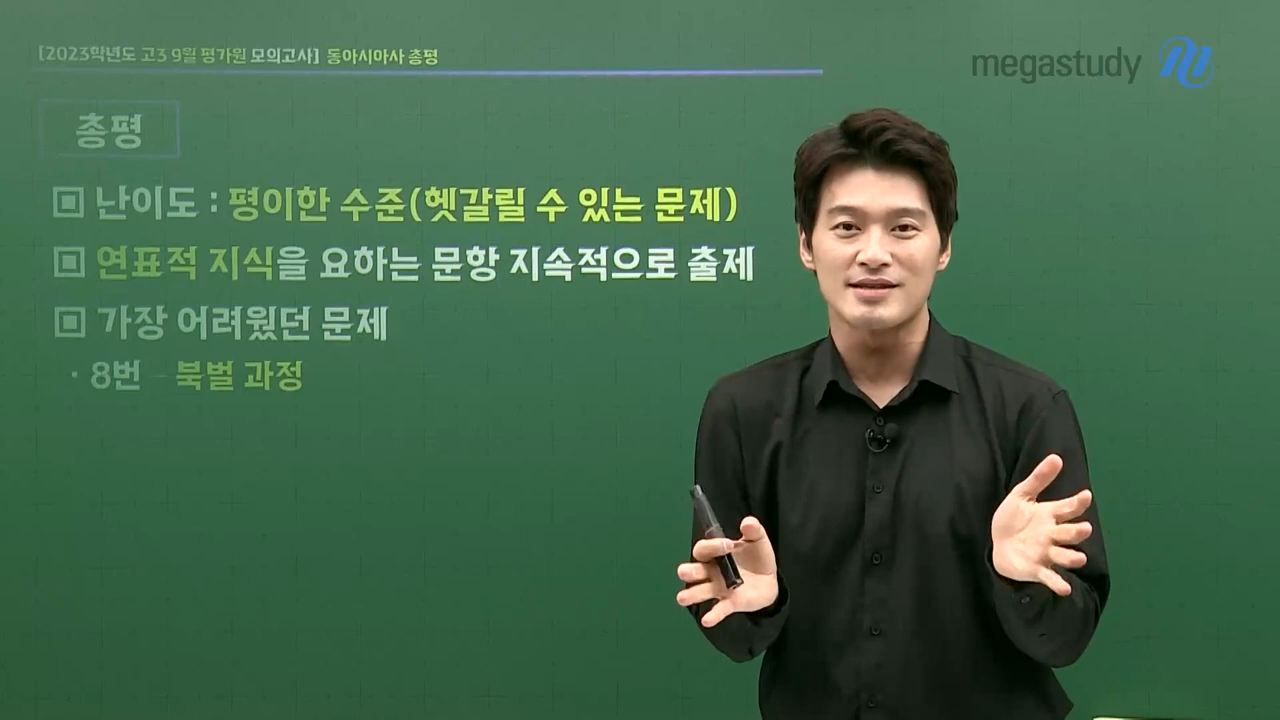 [2023학년도 고3 9월 평가원 모의고사] 동아시아사 총평
megastudy
총평
▣ 난이도 : 평이한 수준(헷갈릴 수 있는 문제)
▣ 연표적 지식을 요하는 문항 지속적으로 출제
▣ 가장 어려웠던 문제
· 8번 - 북벌 과정